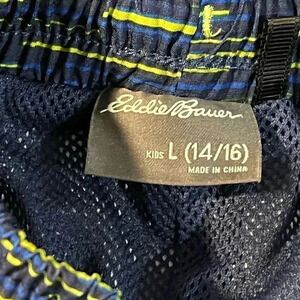 Eddie Bauer
KIDS L (14/16)
MADE IN CHINA